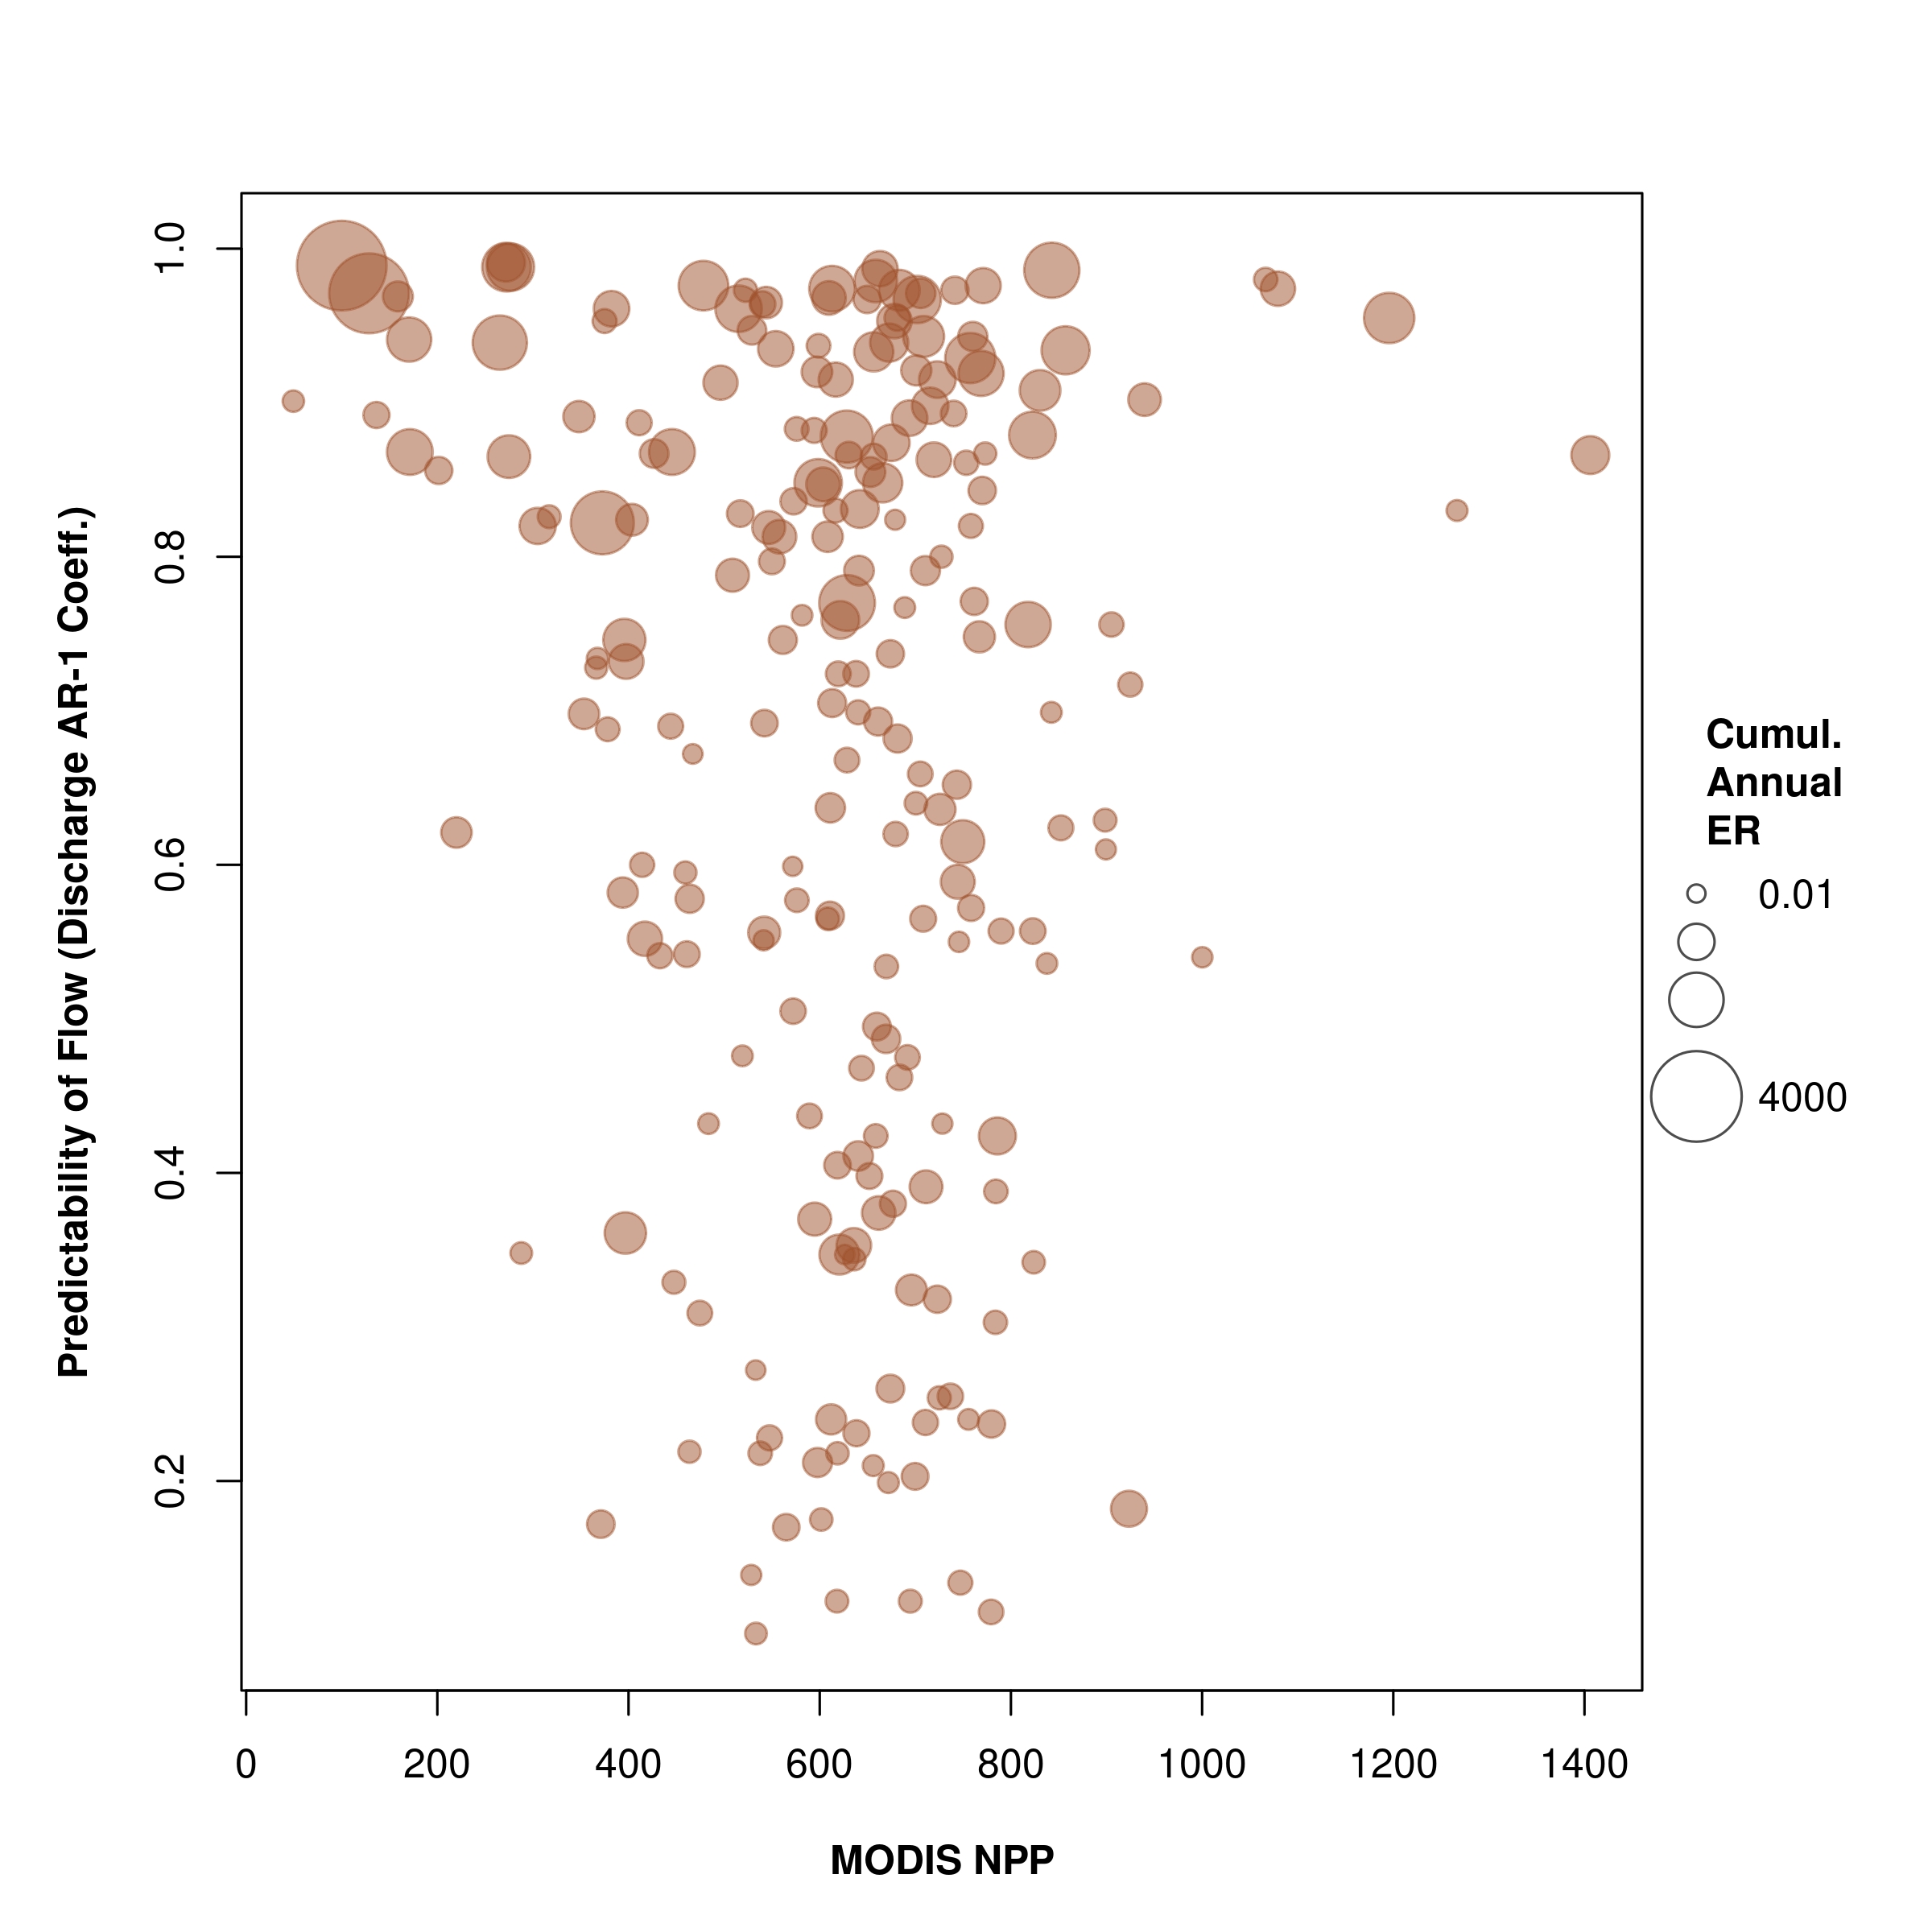 Predictability of Flow (Discharge AR-1 Coeff.)
1.0
0.8
0.6
0.4
0.2
0 200 400 600 800 1000 1200 1400
MODIS NPP
Cumul.
Annual
ER
0.01
4000